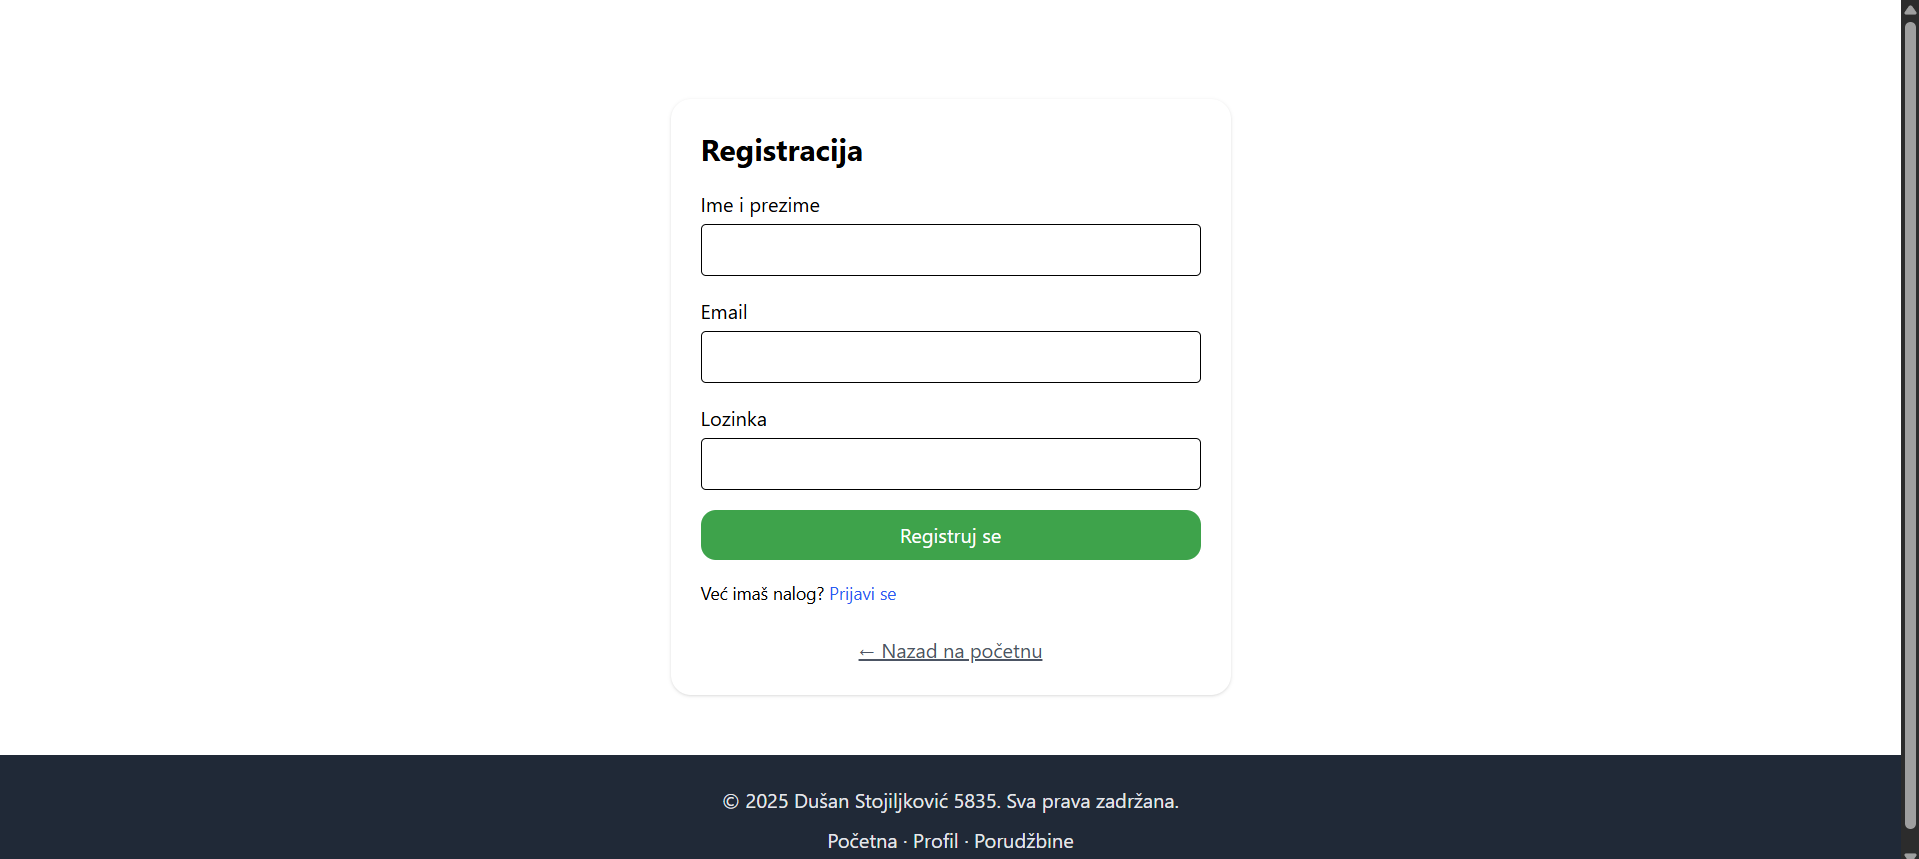 Registracija
Ime i prezime
Email
Lozinka
Registruj se
Već imaš nalog? Prijavi se
← Nazad na početnu
© 2025 Dušan Stojiljković 5835. Sva prava zadržana.
Početna · Profil · Porudžbine